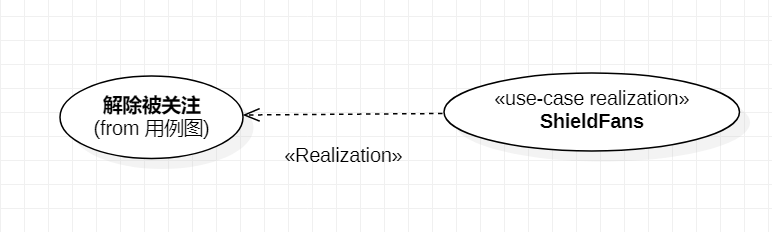 解除被关注
(from 用例图)
«use-case realization»
ShieldFans
«Realization»